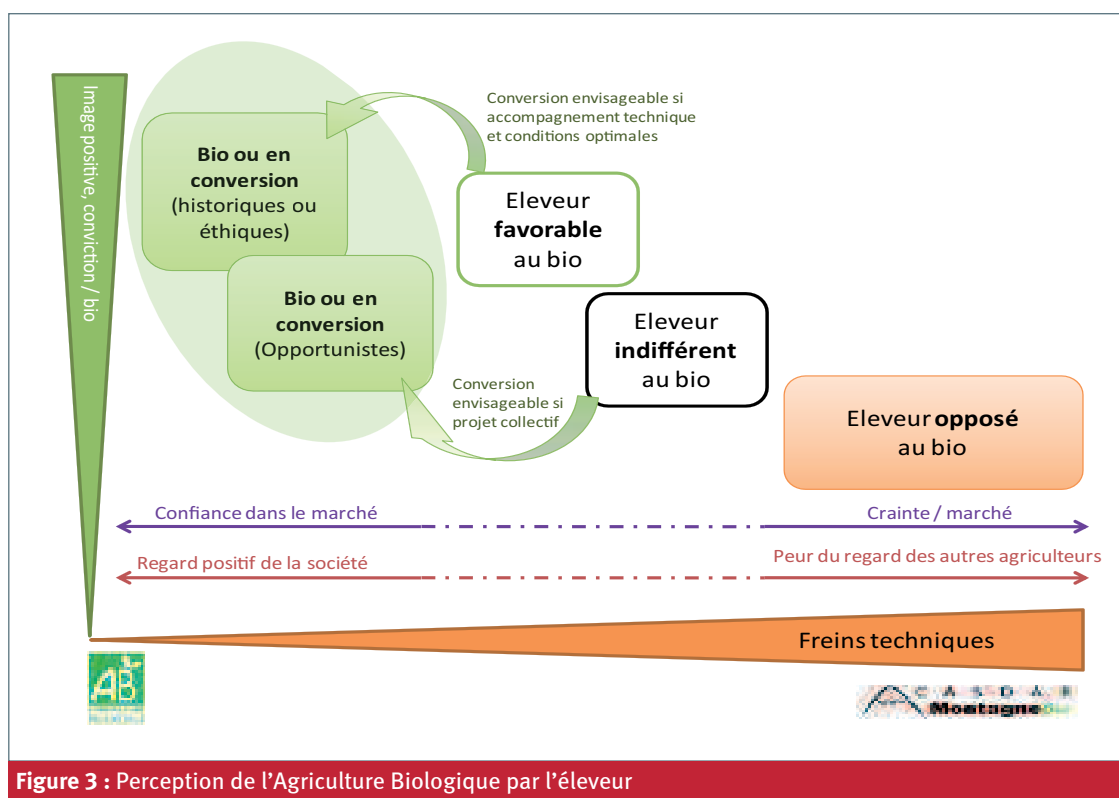 Image positive, conviction / bio
Conversion envisageable si
accompagnement technique
et conditions optimales
Bio ou en
conversion
(historiques ou
éthiques)
Eleveur
favorable
au bio
Bio ou en
conversion
(Opportunistes)
Eleveur
indifférent
au bio
Conversion
envisageable si
projet collectif
Eleveur opposé
au bio
Confiance dans le marché
Crainte / marché
Regard positif de la société
Peur du regard des autres agriculteurs
Freins techniques
AB
CASDAR
Montagne
Figure 3 : Perception de l'Agriculture Biologique par l'éleveur